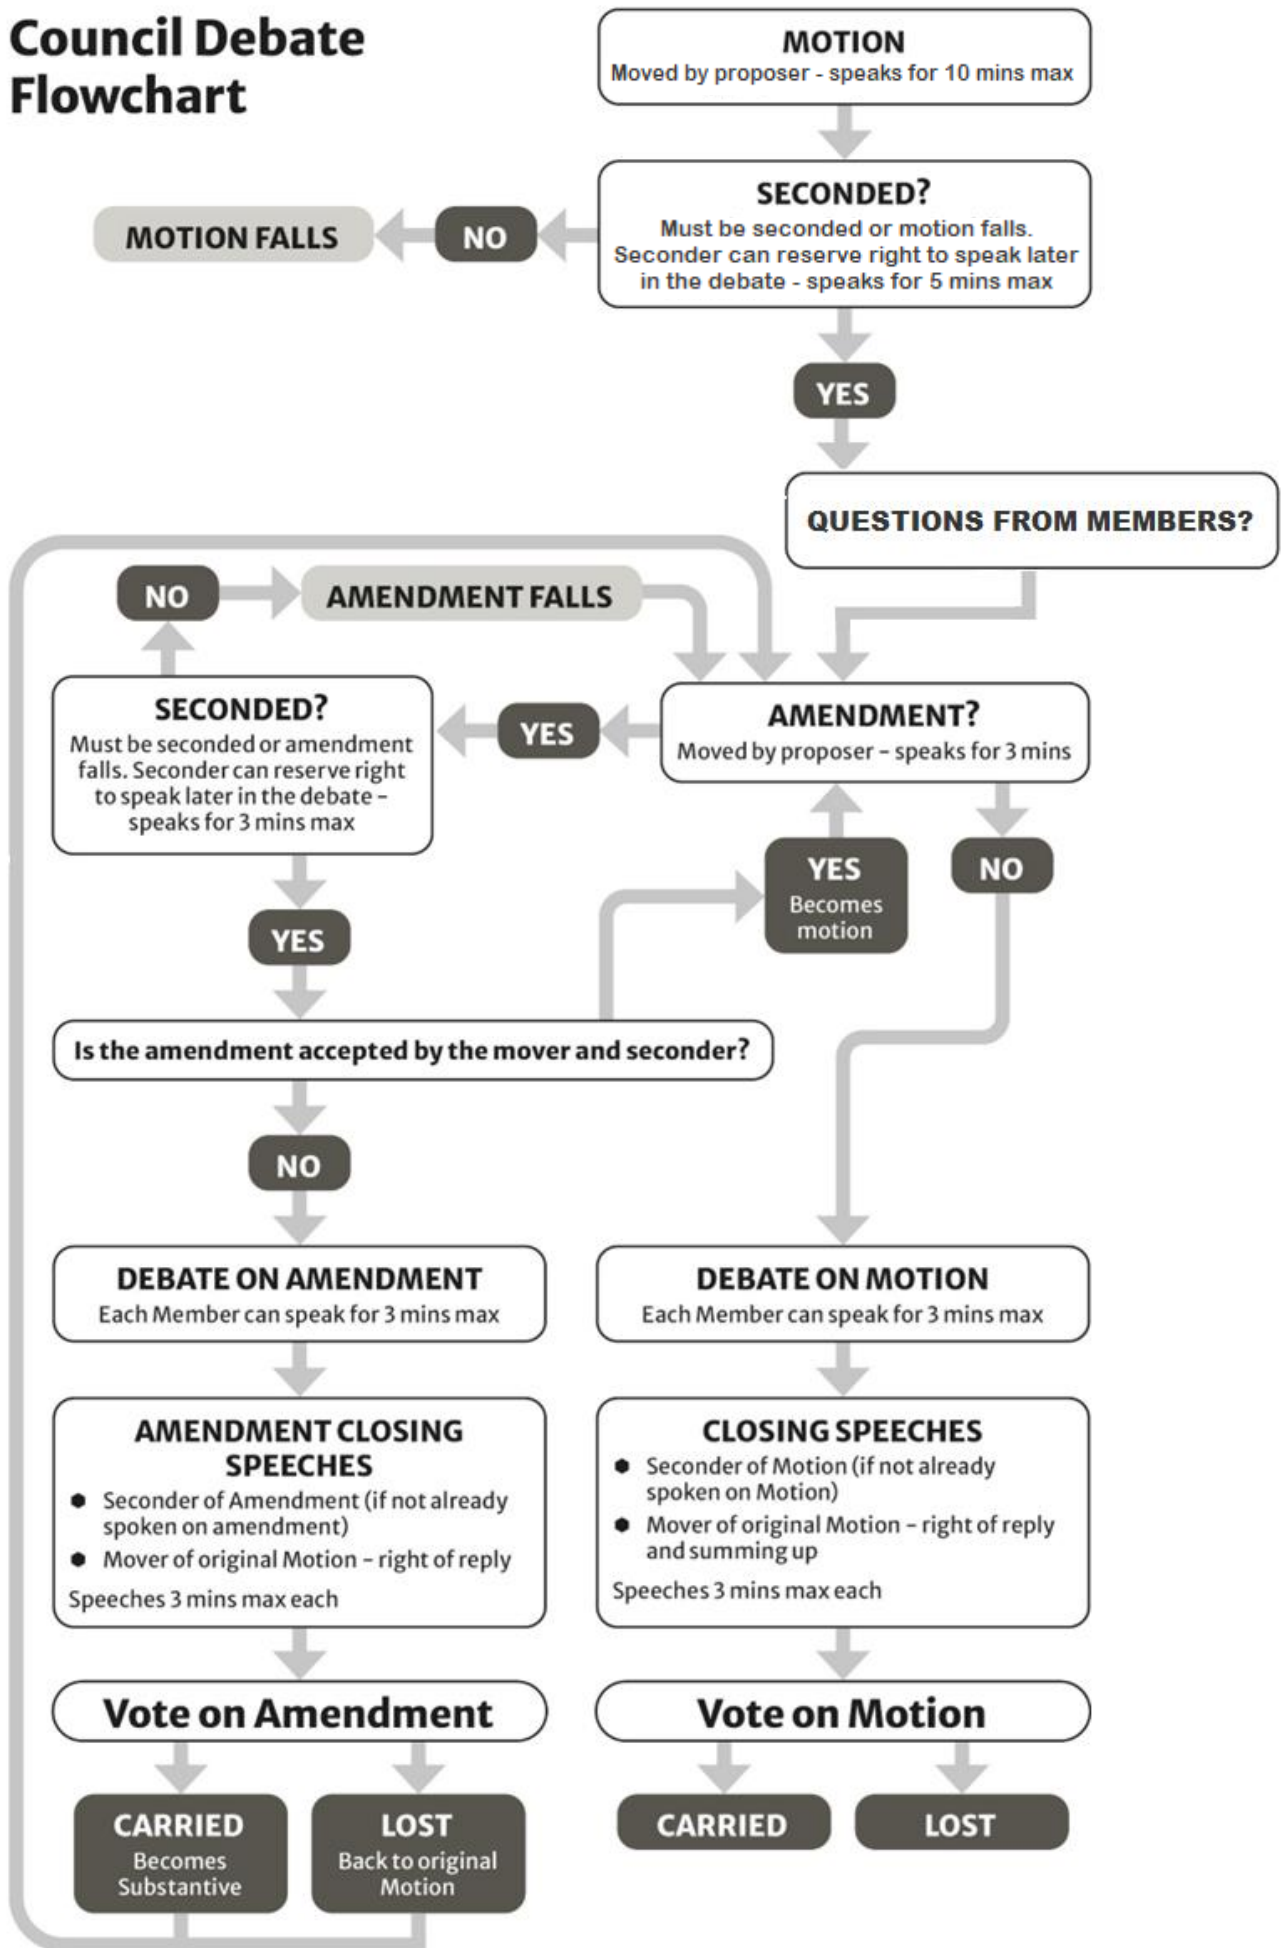 Council Debate
Flowchart
MOTION
Moved by proposer - speaks for 10 mins max
SECONDED?
Must be seconded or motion falls.
Seconder can reserve right to speak later
in the debate - speaks for 5 mins max
NO
MOTION FALLS
YES
QUESTIONS FROM MEMBERS?
NO
AMENDMENT FALLS
SECONDED?
Must be seconded or amendment
falls. Seconder can reserve right
to speak later in the debate –
speaks for 3 mins max
YES
AMENDMENT?
Moved by proposer – speaks for 3 mins
YES
Becomes
motion
NO
YES
Is the amendment accepted by the mover and seconder?
NO
DEBATE ON AMENDMENT
Each Member can speak for 3 mins max
DEBATE ON MOTION
Each Member can speak for 3 mins max
AMENDMENT CLOSING
SPEECHES
● Seconder of Amendment (if not already
spoken on amendment)
● Mover of original Motion – right of reply
Speeches 3 mins max each
CLOSING SPEECHES
● Seconder of Motion (if not already
spoken on Motion)
● Mover of original Motion – right of reply
and summing up
Speeches 3 mins max each
Vote on Amendment
Vote on Motion
CARRIED
Becomes
Substantive
LOST
Back to original
Motion
CARRIED
LOST